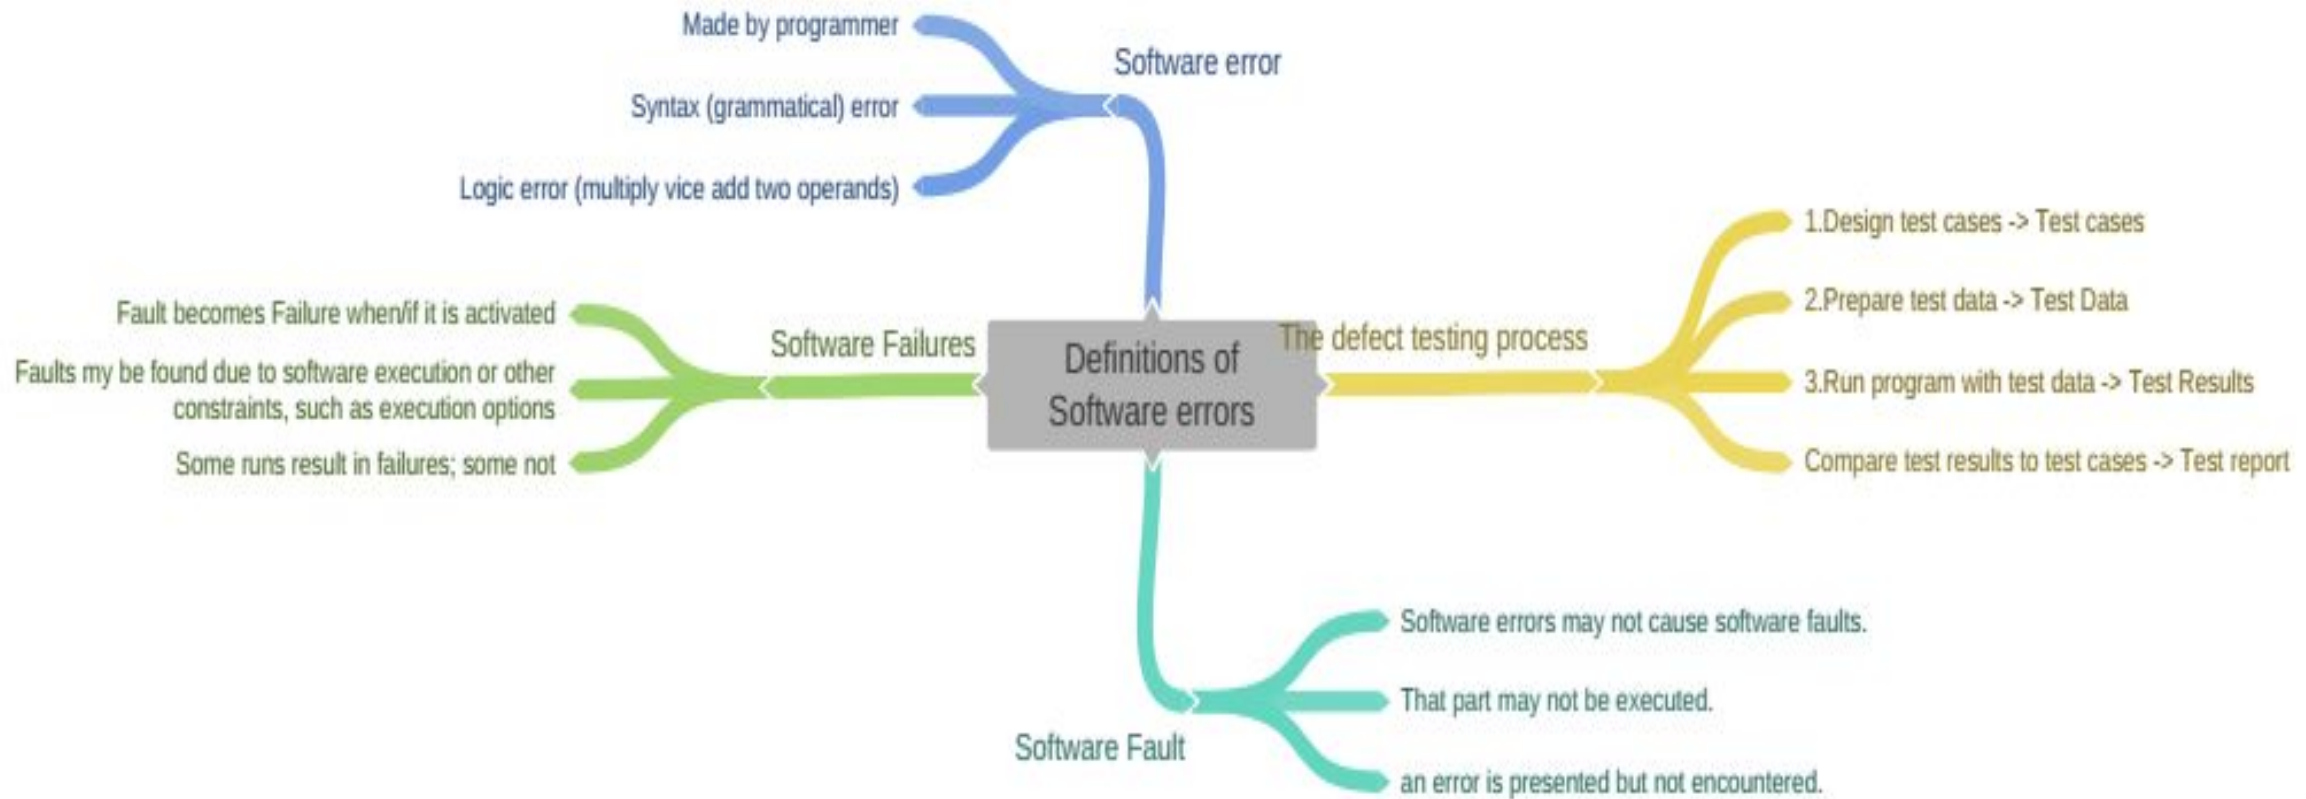 Made by programmer
Software error
Syntax (grammatical) error
Logic error (multiply vice add two operands)
Fault becomes Failure when/if it is activated
Software Failures
Faults my be found due to software execution or other
constraints, such as execution options
Some runs result in failures; some not
Definitions of
Software errors
The defect testing process
1.Design test cases -> Test cases
2.Prepare test data -> Test Data
3.Run program with test data -> Test Results
Compare test results to test cases -> Test report
Software Fault
Software errors may not cause software faults.
That part may not be executed.
an error is presented but not encountered.